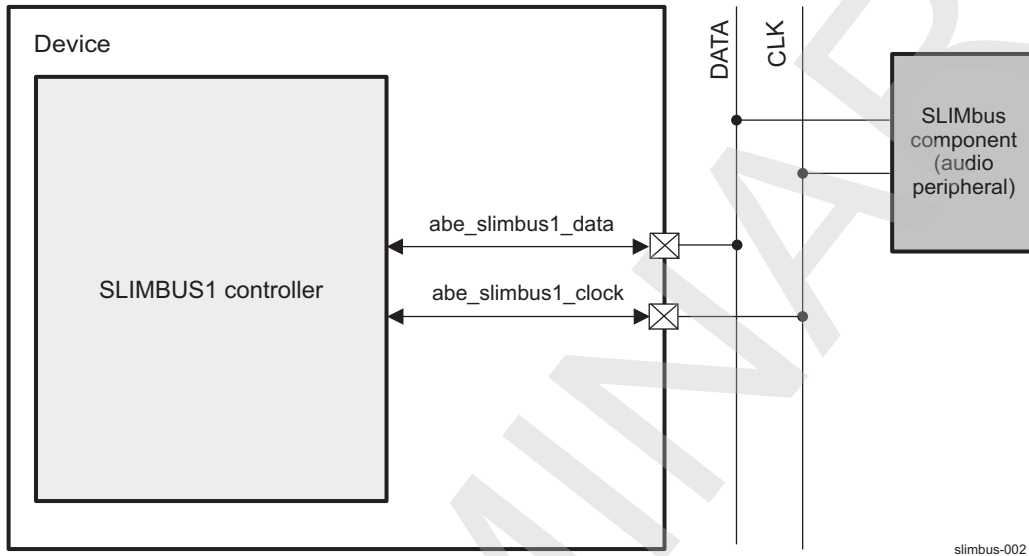 Device
DATA
CLK
SLIMbus
component
(audio
peripheral)
abe_slimbus1_data
SLIMBUS1 controller
abe_slimbus1_clock
slimbus-002